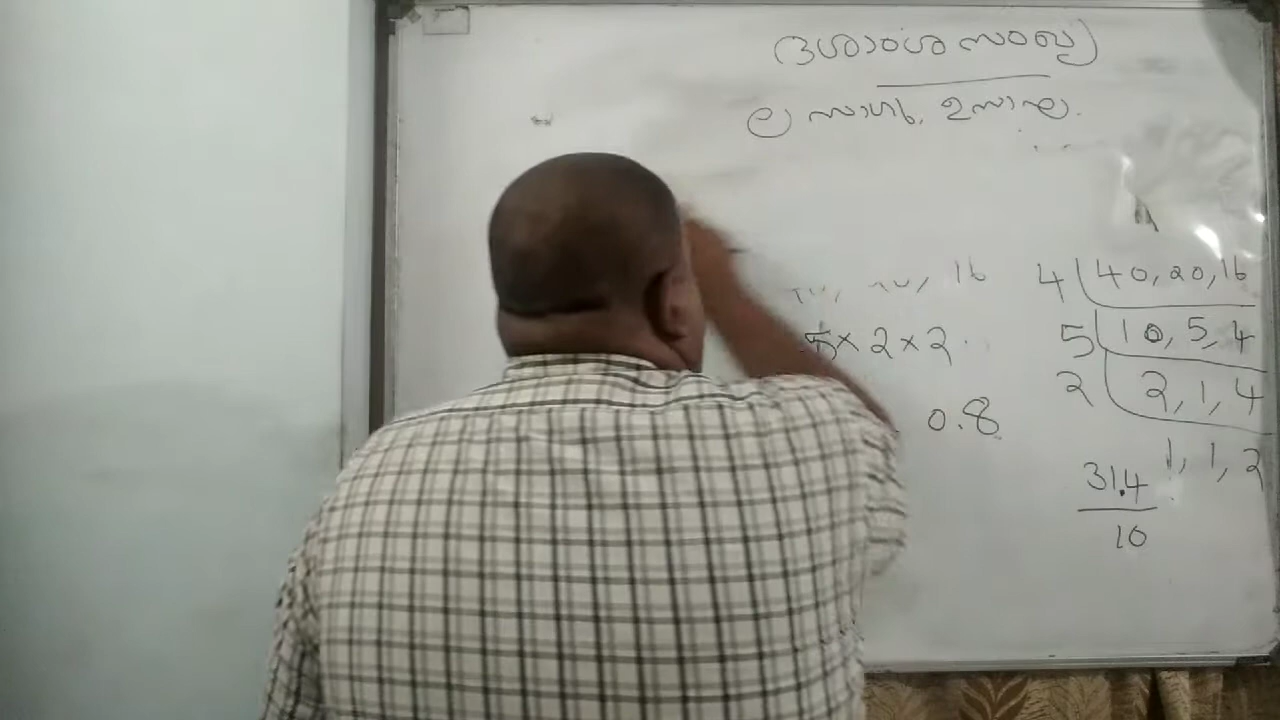 ദശാംശ സംഖ്യ
ല സാഗു, ഉസാഘ.
16
5 × 2 × 2
0.8
4 40, 20, 16
5 10, 5, 4
2 2, 1, 4
1, 1, 2
31.4
10